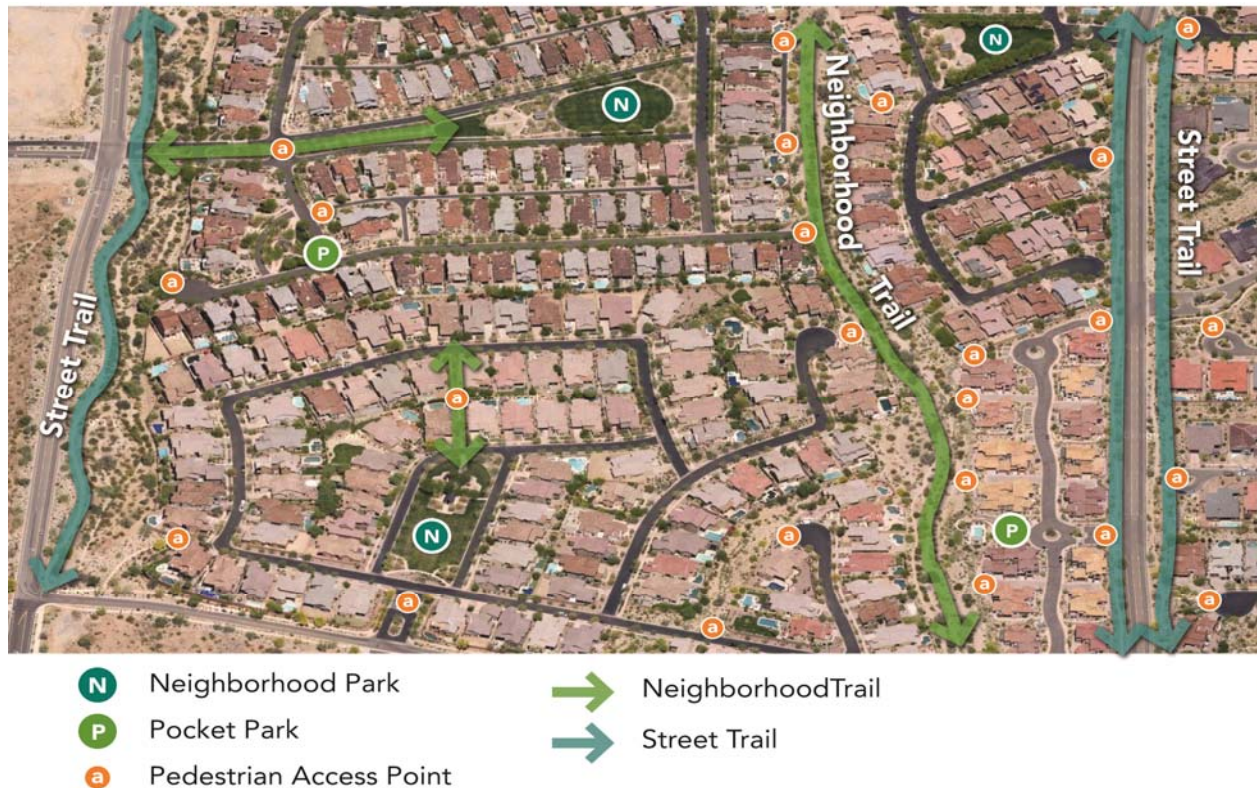 a
N
a
N
a
Neighborhood
Trail
Street Trail
a
a
a
a
a
P
a
Street Trail
a
a
a
a
a
a
a
a
N
a
P
a
a
a
a
a
a
N Neighborhood Park
P Pocket Park
a Pedestrian Access Point
NeighborhoodTrail
Street Trail